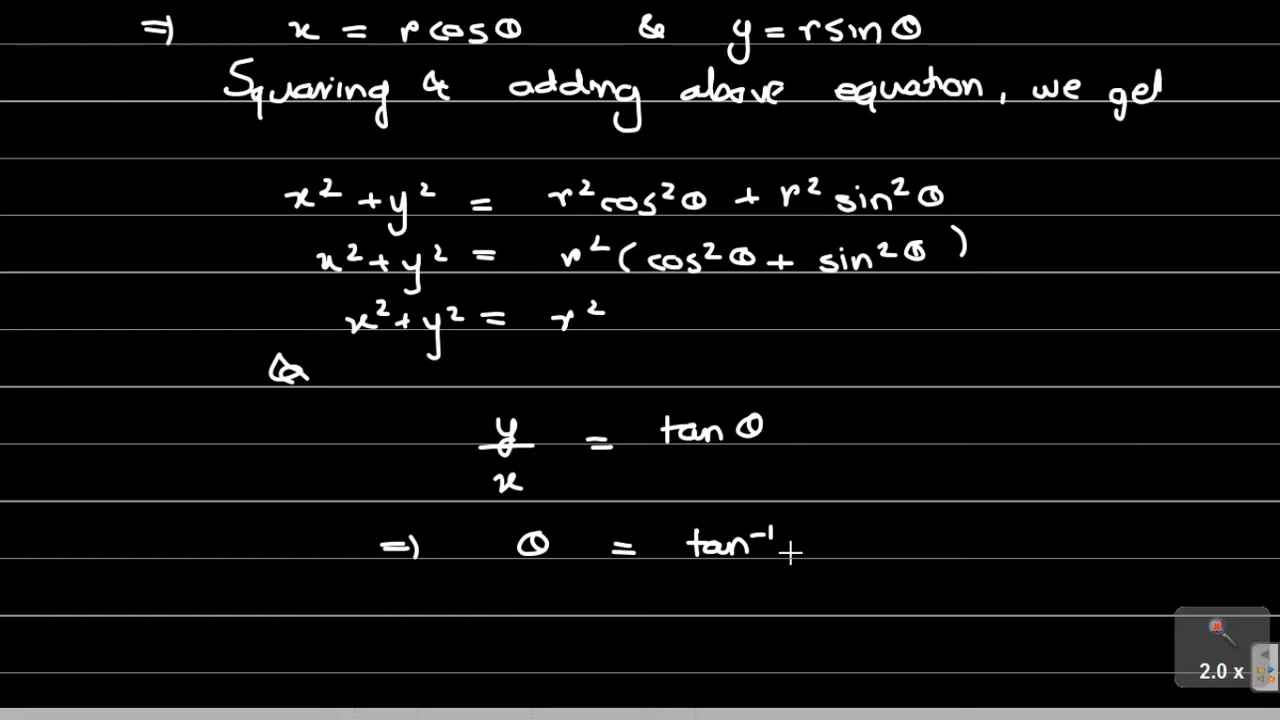 ⇒ x = r cos θ & y = r sin θ
Squaring & adding above equation, we get
x² + y² = r² cos² θ + r² sin² θ
x² + y² = r² ( cos² θ + sin² θ )
x² + y² = r²
&
y/x = tan θ
⇒ θ = tan⁻¹
2.0 x